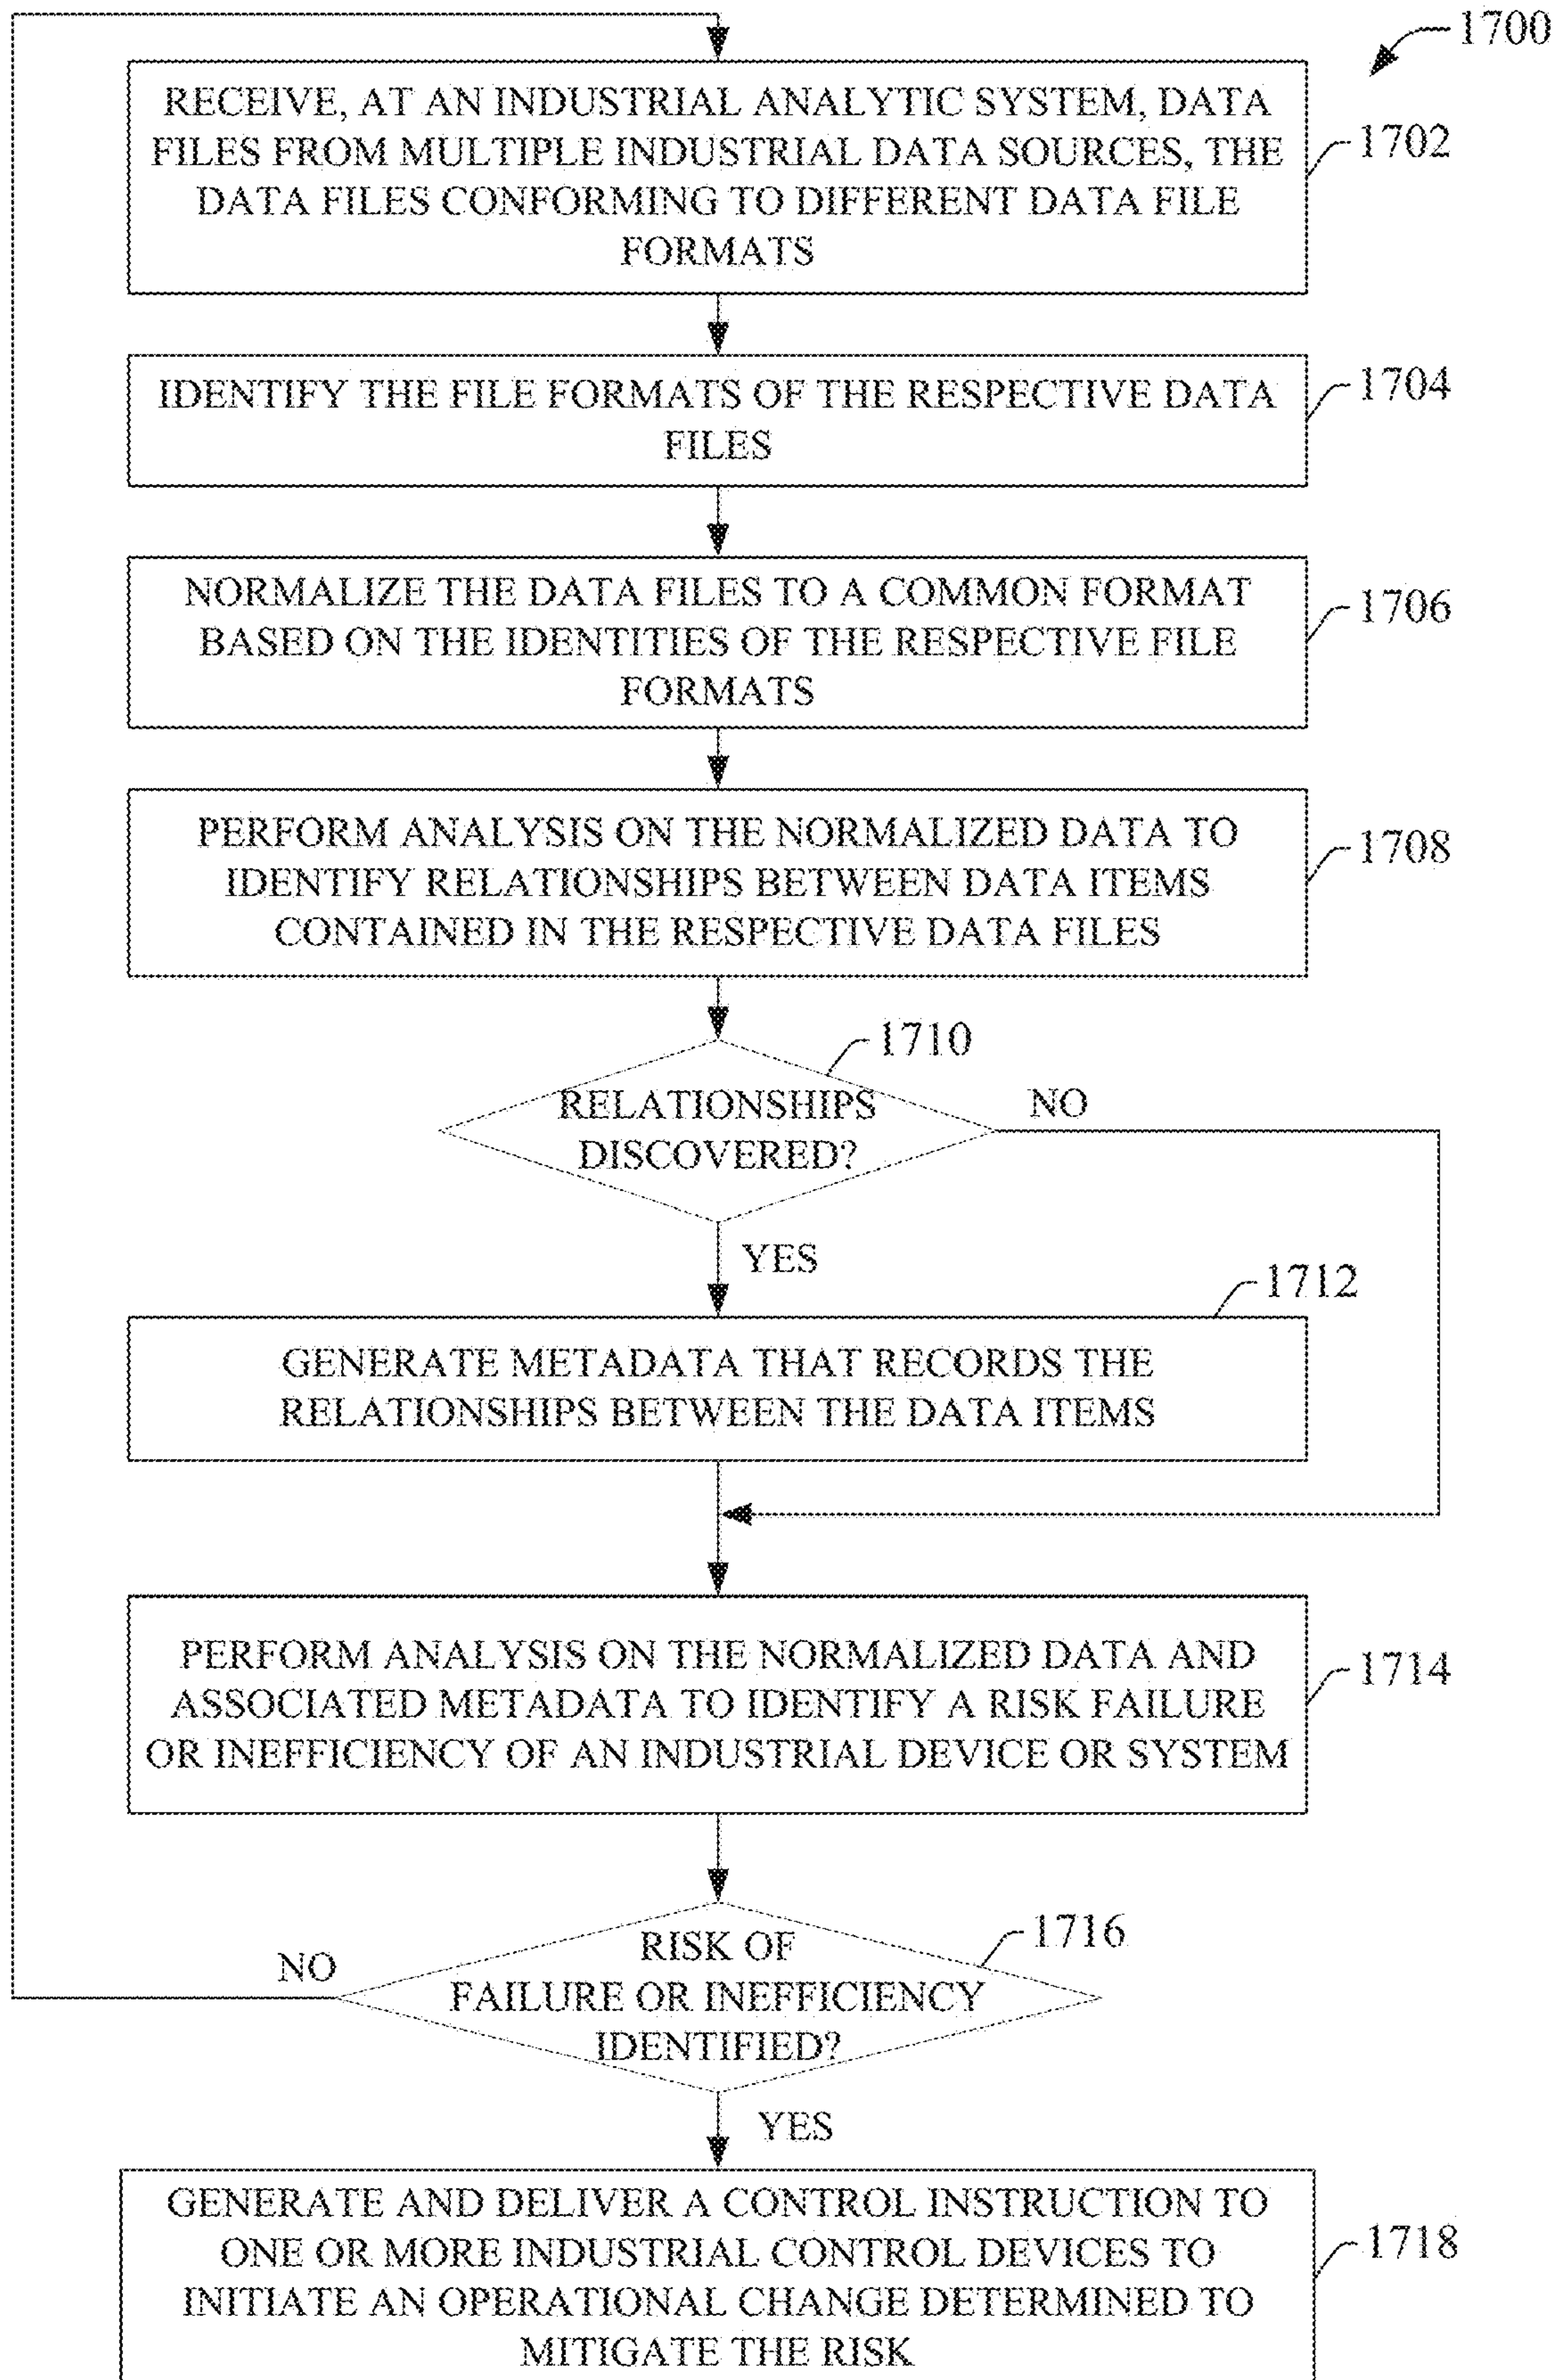 1700
RECEIVE, AT AN INDUSTRIAL ANALYTIC SYSTEM, DATA
FILES FROM MULTIPLE INDUSTRIAL DATA SOURCES, THE
DATA FILES CONFORMING TO DIFFERENT DATA FILE
FORMATS
1702
IDENTIFY THE FILE FORMATS OF THE RESPECTIVE DATA
FILES
1704
NORMALIZE THE DATA FILES TO A COMMON FORMAT
BASED ON THE IDENTITIES OF THE RESPECTIVE FILE
FORMATS
1706
PERFORM ANALYSIS ON THE NORMALIZED DATA TO
IDENTIFY RELATIONSHIPS BETWEEN DATA ITEMS
CONTAINED IN THE RESPECTIVE DATA FILES
1708
1710
RELATIONSHIPS
DISCOVERED?
NO
YES
1712
GENERATE METADATA THAT RECORDS THE
RELATIONSHIPS BETWEEN THE DATA ITEMS
PERFORM ANALYSIS ON THE NORMALIZED DATA AND
ASSOCIATED METADATA TO IDENTIFY A RISK FAILURE
OR INEFFICIENCY OF AN INDUSTRIAL DEVICE OR SYSTEM
1714
1716
RISK OF
FAILURE OR INEFFICIENCY
IDENTIFIED?
NO
YES
GENERATE AND DELIVER A CONTROL INSTRUCTION TO
ONE OR MORE INDUSTRIAL CONTROL DEVICES TO
INITIATE AN OPERATIONAL CHANGE DETERMINED TO
MITIGATE THE RISK
1718